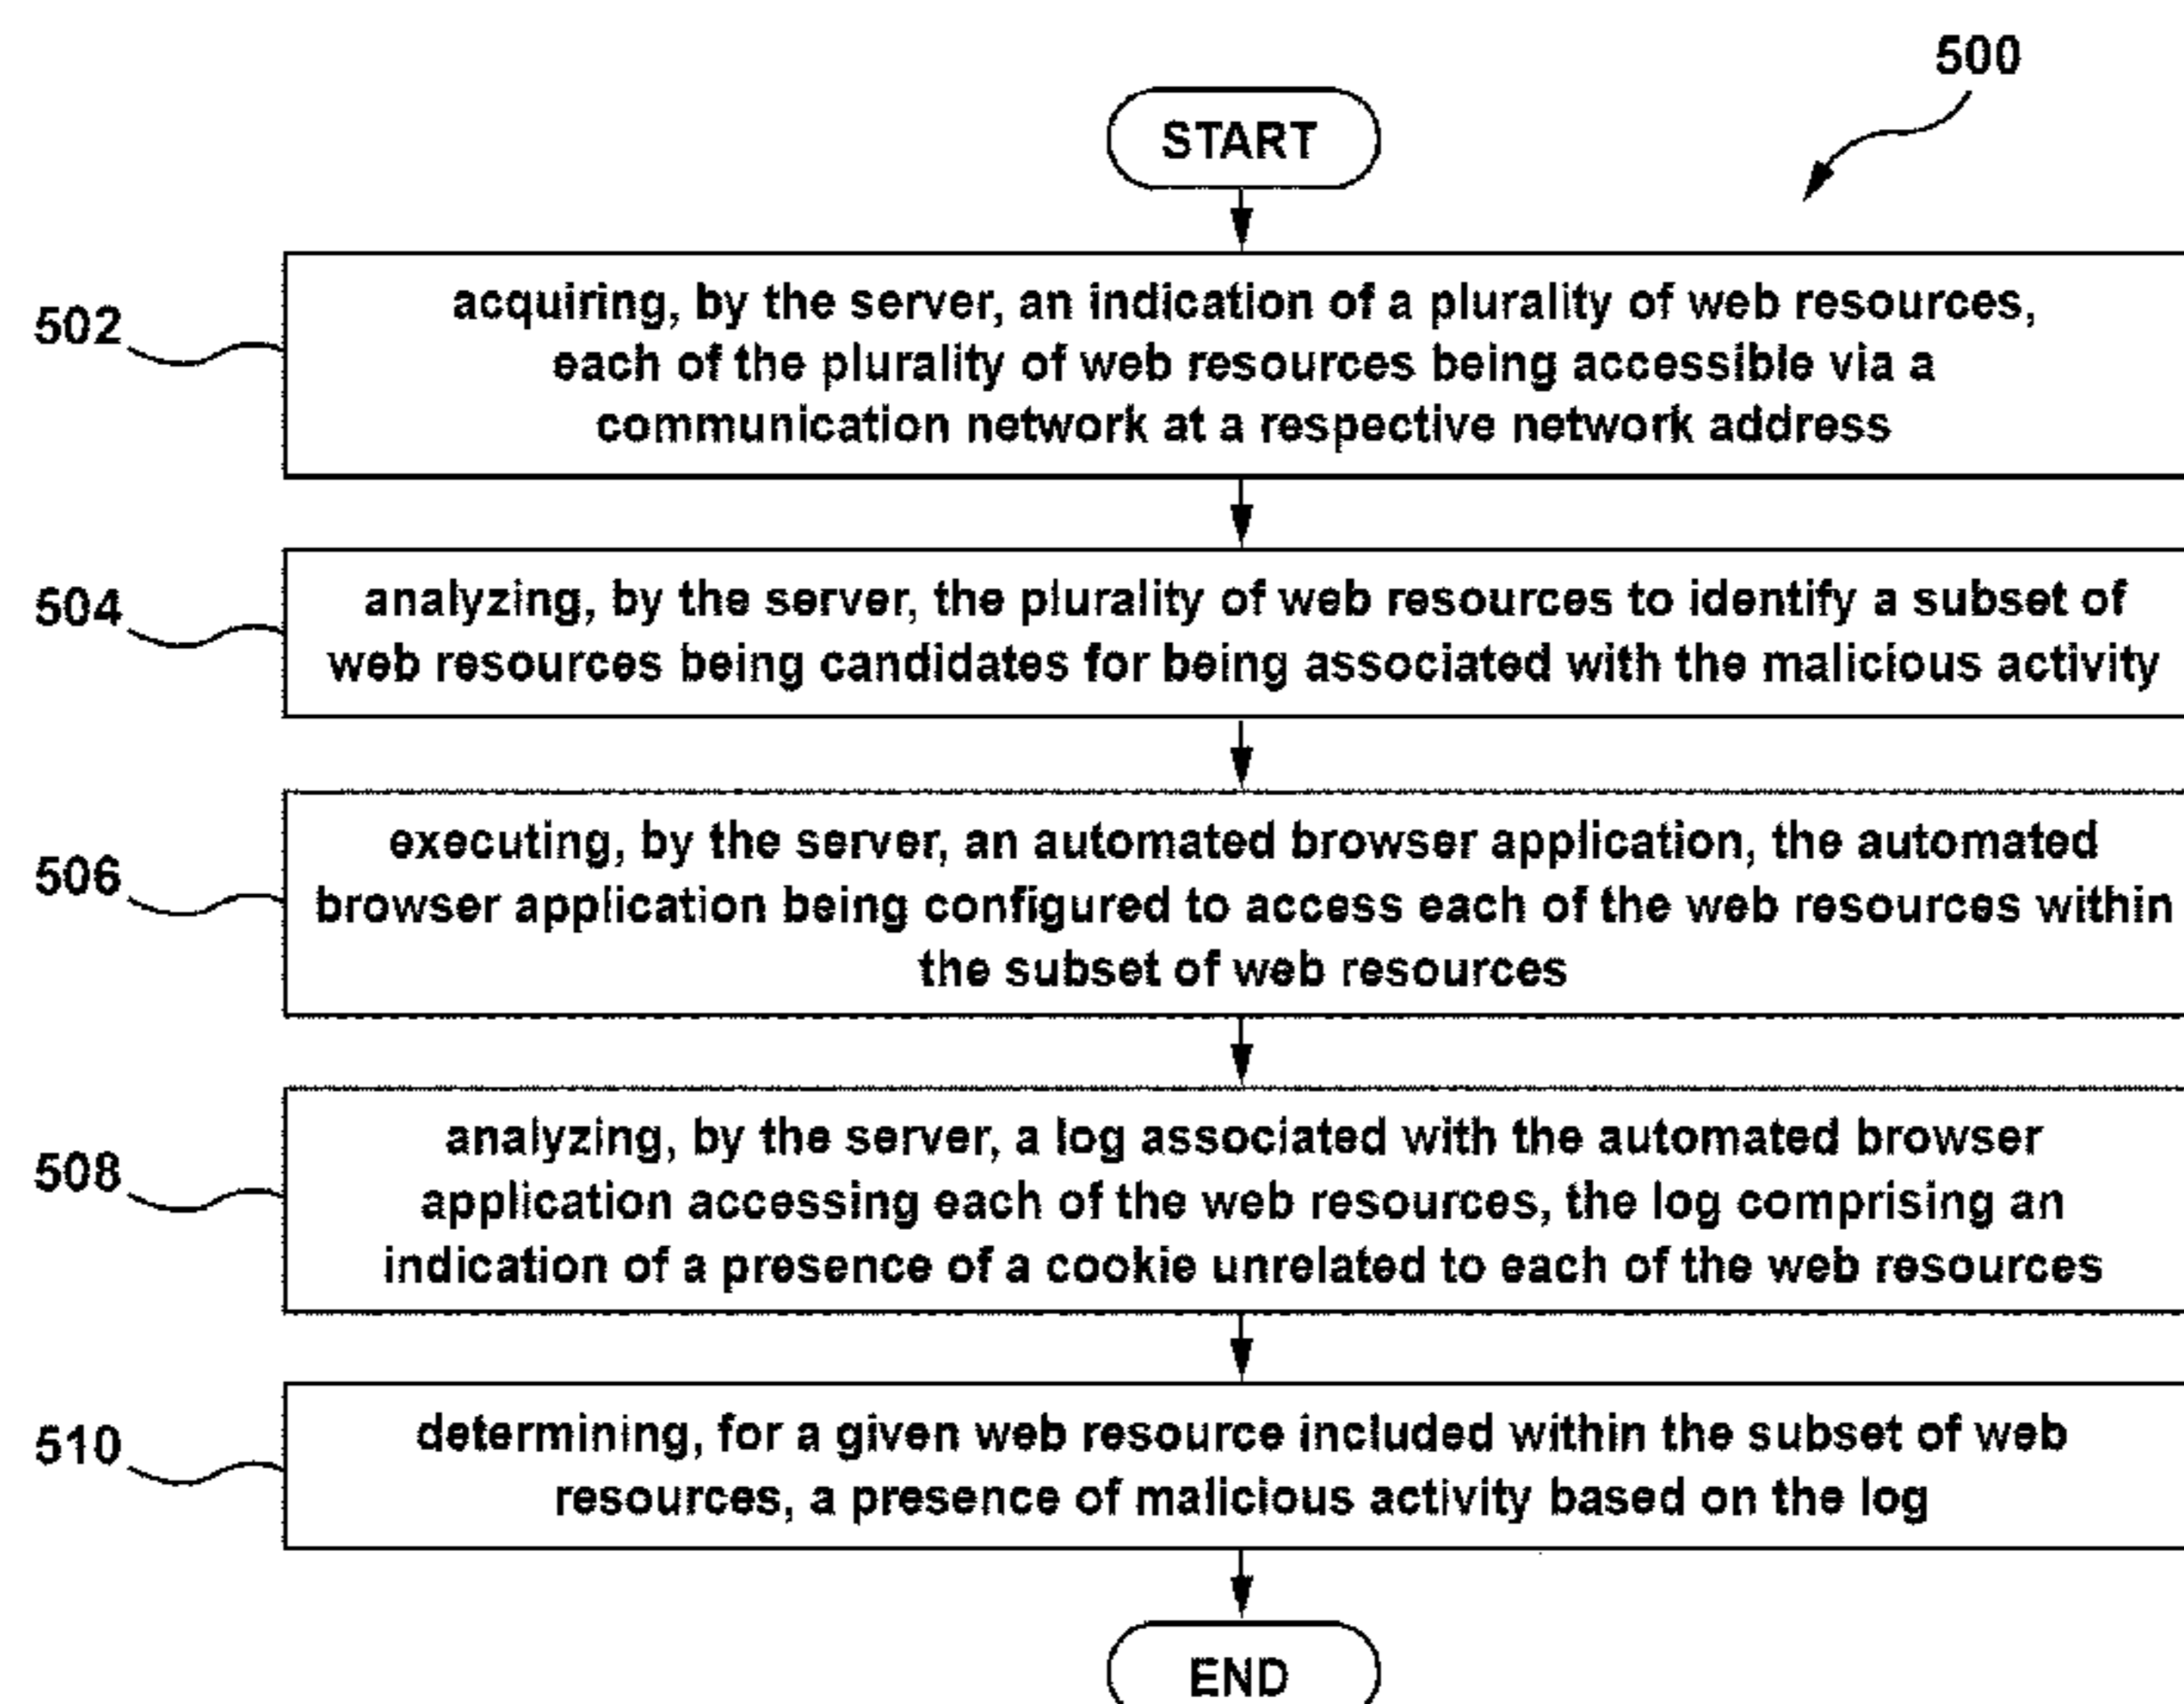 500
START
502
acquiring, by the server, an indication of a plurality of web resources,
each of the plurality of web resources being accessible via a
communication network at a respective network address
504
analyzing, by the server, the plurality of web resources to identify a subset of
web resources being candidates for being associated with the malicious activity
506
executing, by the server, an automated browser application, the automated
browser application being configured to access each of the web resources within
the subset of web resources
508
analyzing, by the server, a log associated with the automated browser
application accessing each of the web resources, the log comprising an
indication of a presence of a cookie unrelated to each of the web resources
510
determining, for a given web resource included within the subset of web
resources, a presence of malicious activity based on the log
END